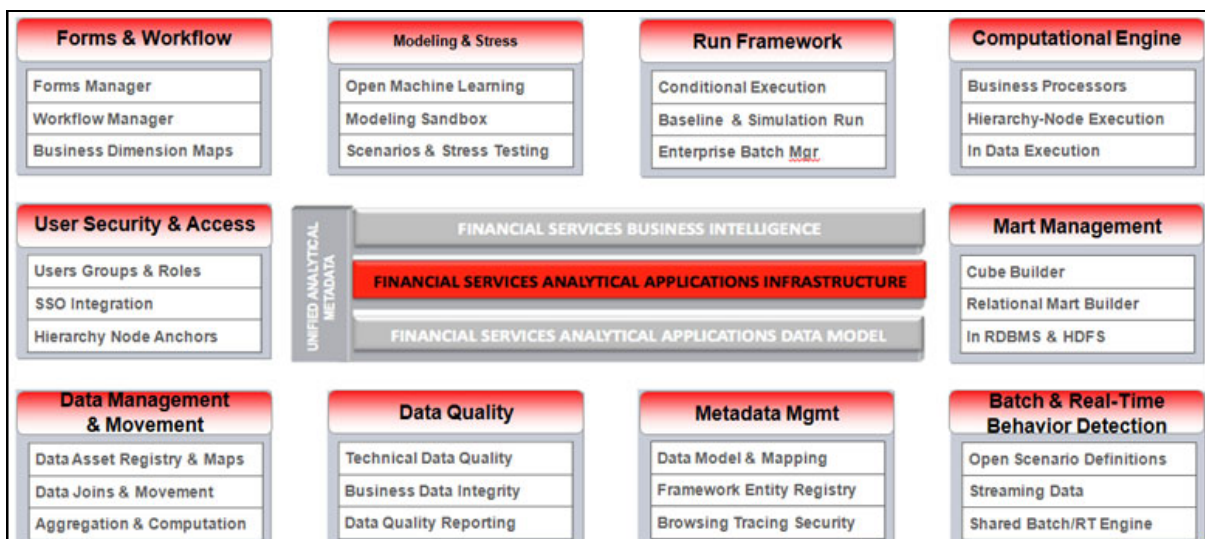 Forms & Workflow
Forms Manager
Workflow Manager
Business Dimension Maps
Modeling & Stress
Open Machine Learning
Modeling Sandbox
Scenarios & Stress Testing
Run Framework
Conditional Execution
Baseline & Simulation Run
Enterprise Batch Mgr
Computational Engine
Business Processors
Hierarchy-Node Execution
In Data Execution
User Security & Access
Users Groups & Roles
SSO Integration
Hierarchy Node Anchors
UNIFIED ANALYTICAL
METADATA
FINANCIAL SERVICES BUSINESS INTELLIGENCE
FINANCIAL SERVICES ANALYTICAL APPLICATIONS INFRASTRUCTURE
FINANCIAL SERVICES ANALYTICAL APPLICATIONS DATA MODEL
Mart Management
Cube Builder
Relational Mart Builder
In RDBMS & HDFS
Data Management
& Movement
Data Asset Registry & Maps
Data Joins & Movement
Aggregation & Computation
Data Quality
Technical Data Quality
Business Data Integrity
Data Quality Reporting
Metadata Mgmt
Data Model & Mapping
Framework Entity Registry
Browsing Tracing Security
Batch & Real-Time
Behavior Detection
Open Scenario Definitions
Streaming Data
Shared Batch/RT Engine